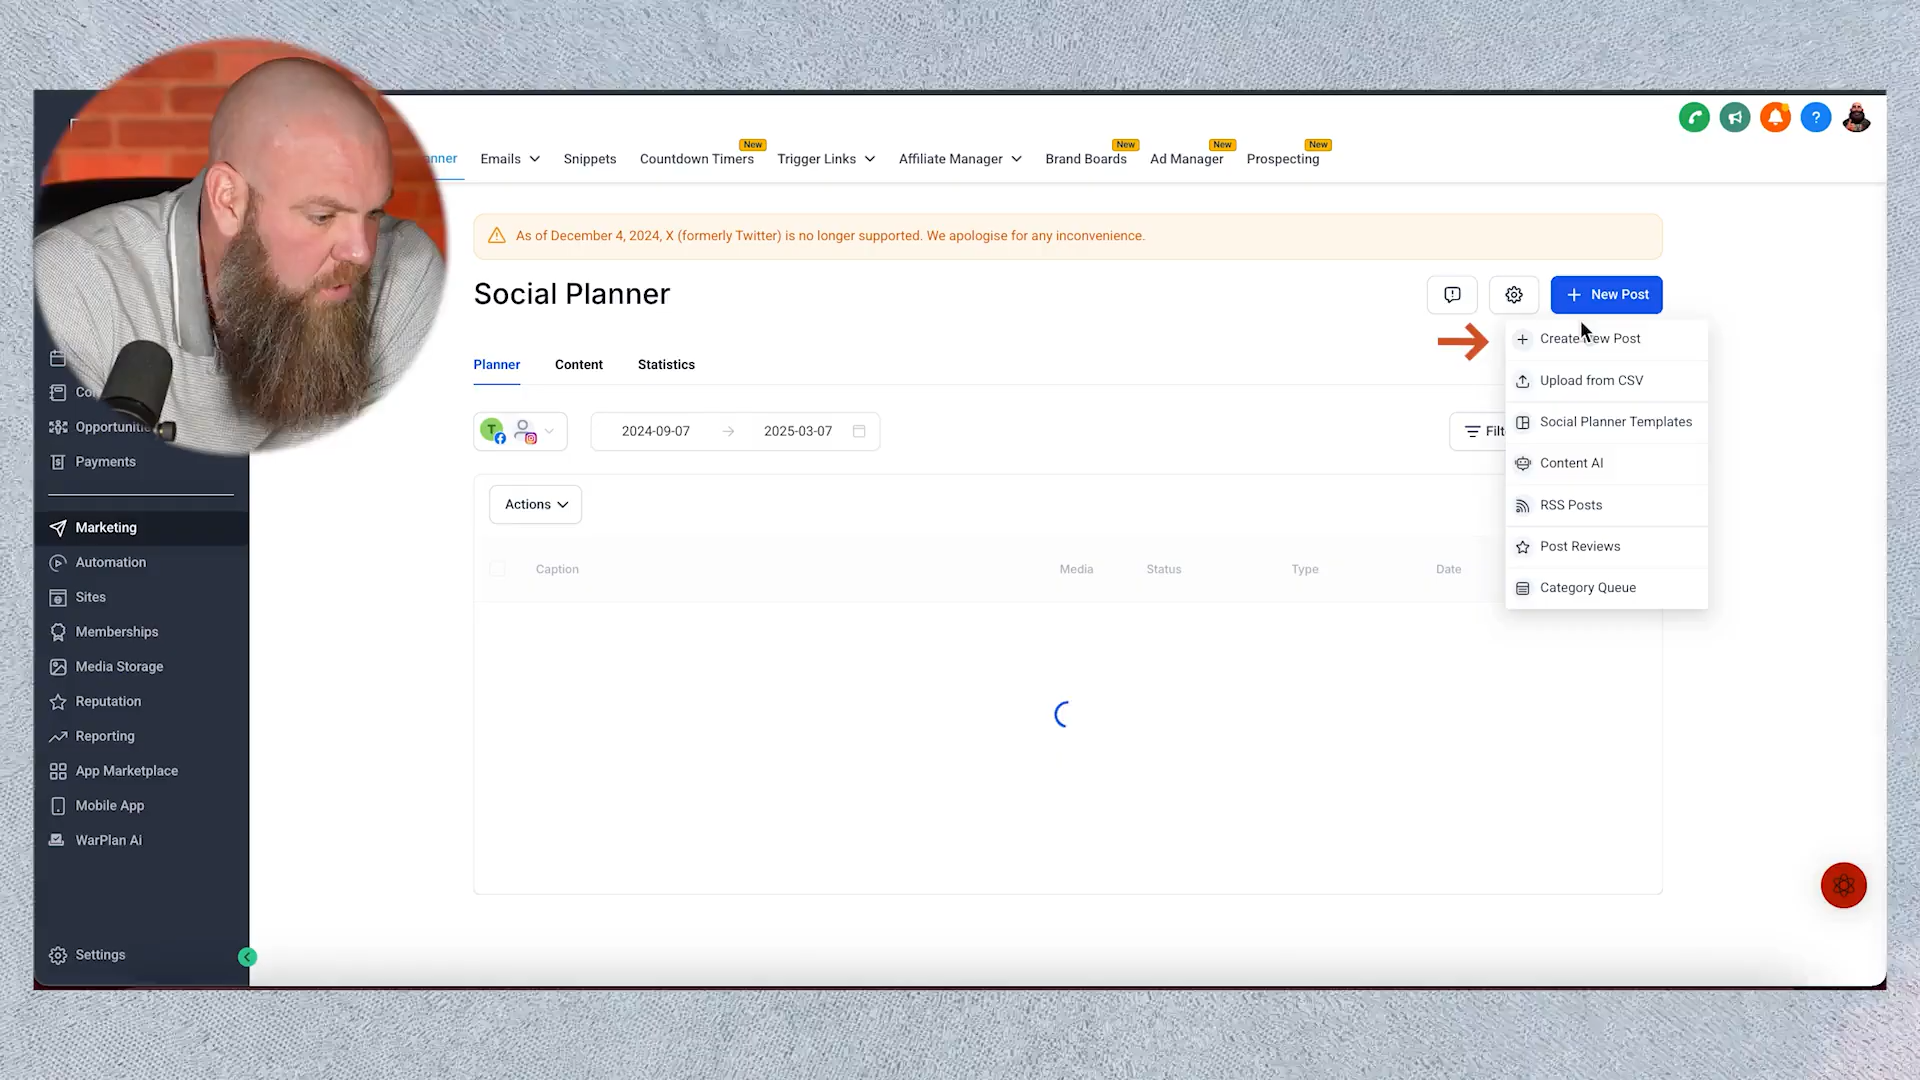 Emails
Snippets
Countdown Timers
New
Trigger Links
Affiliate Manager
Brand Boards
New
Ad Manager
New
Prospecting
New
As of December 4, 2024, X (formerly Twitter) is no longer supported. We apologise for any inconvenience.
Social Planner
New Post
Create New Post
Upload from CSV
Social Planner Templates
Content AI
RSS Posts
Post Reviews
Category Queue
Planner
Content
Statistics
T
2024-09-07
2025-03-07
Actions
Caption
Media
Status
Type
Date
Payments
Marketing
Automation
Sites
Memberships
Media Storage
Reputation
Reporting
App Marketplace
Mobile App
WarPlan Ai
Settings